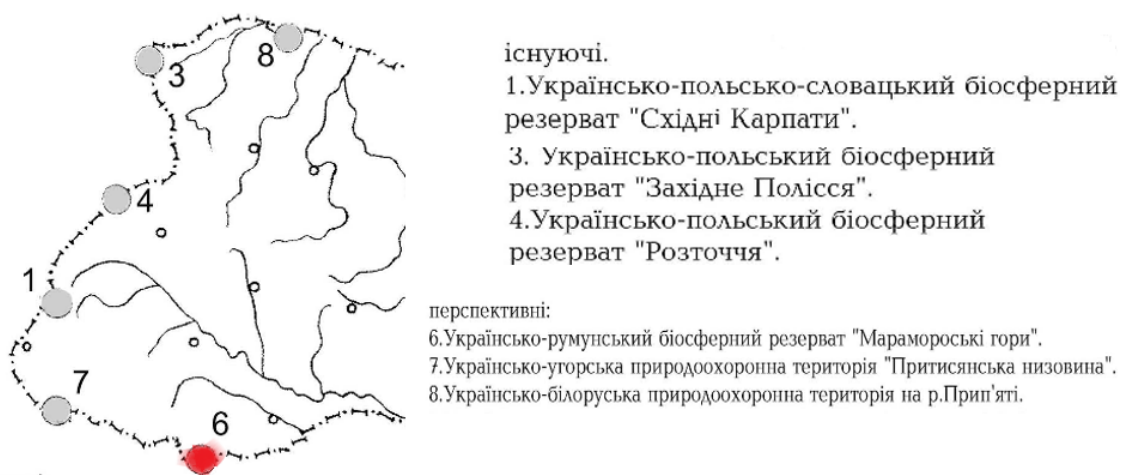 8
3
4
1
7
6
існуючі.
1.Українсько-польсько-словацький біосферний
резерват "Східні Карпати".
3. Українсько-польський біосферний
резерват "Західне Полісся".
4.Українсько-польський біосферний
резерват "Розточчя".
перспективні:
6.Українсько-румунський біосферний резерват "Марамороські гори".
7.Українсько-угорська природоохоронна територія "Притисянська низовина".
8.Українсько-білоруська природоохоронна територія на р.Прип'яті.